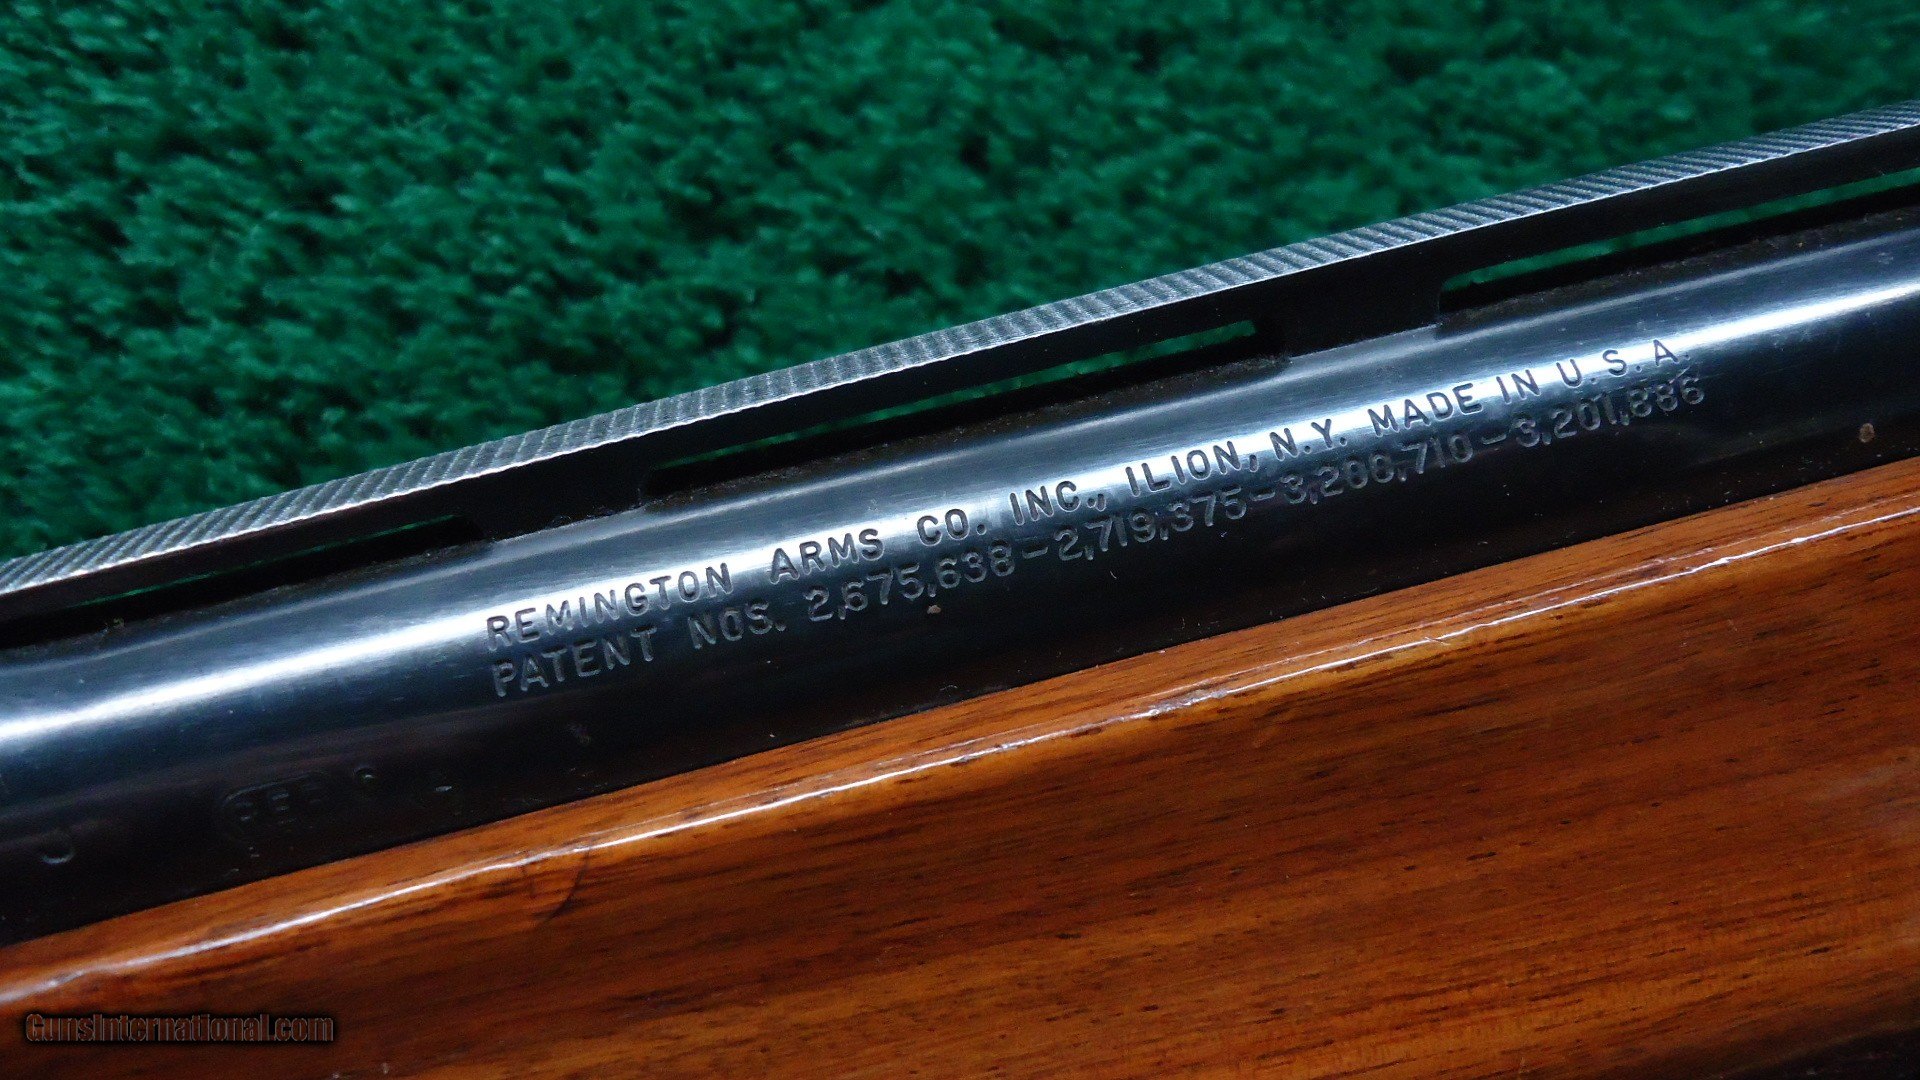 REMINGTON ARMS CO. INC., ILION, N.Y. MADE IN U.S.A.
PATENT NOS. 2,675,638-2,719,375-3,200,710-3,201,886
GunsInternational.com